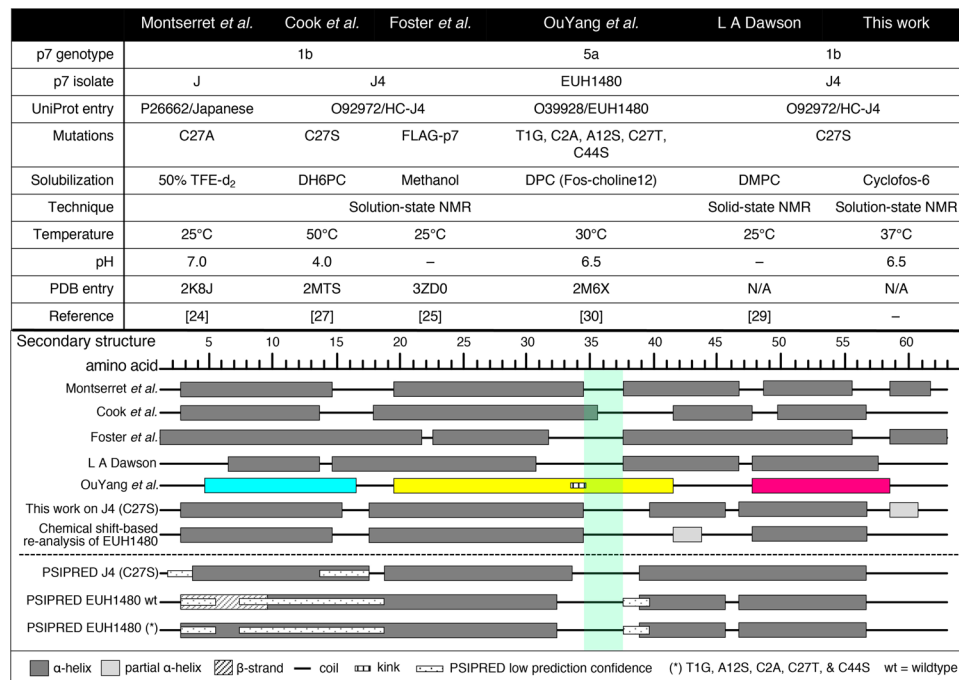 Montserret et al. Cook et al. Foster et al. OuYang et al. L A Dawson This work
p7 genotype 1b 5a 1b
p7 isolate J J4 EUH1480 J4
UniProt entry P26662/Japanese O92972/HC-J4 O39928/EUH1480 O92972/HC-J4
Mutations C27A C27S FLAG-p7 T1G, C2A, A12S, C27T, C27S
C44S
Solubilization 50% TFE-d2 DH6PC Methanol DPC (Fos-choline12) DMPC Cyclofos-6
Technique Solution-state NMR Solid-state NMR Solution-state NMR
Temperature 25°C 50°C 25°C 30°C 25°C 37°C
pH 7.0 4.0 – 6.5 – 6.5
PDB entry 2K8J 2MTS 3ZD0 2M6X N/A N/A
Reference [24] [27] [25] [30] [29] –
Secondary structure 5 10 15 20 25 30 35 40 45 50 55 60
amino acid
Montserret et al.
Cook et al.
Foster et al.
L A Dawson
OuYang et al.
This work on J4 (C27S)
Chemical shift-based
re-analysis of EUH1480
PSIPRED J4 (C27S)
PSIPRED EUH1480 wt
PSIPRED EUH1480 (*)
α-helix partial α-helix β-strand coil kink PSIPRED low prediction confidence (*) T1G, A12S, C2A, C27T, & C44S wt = wildtype